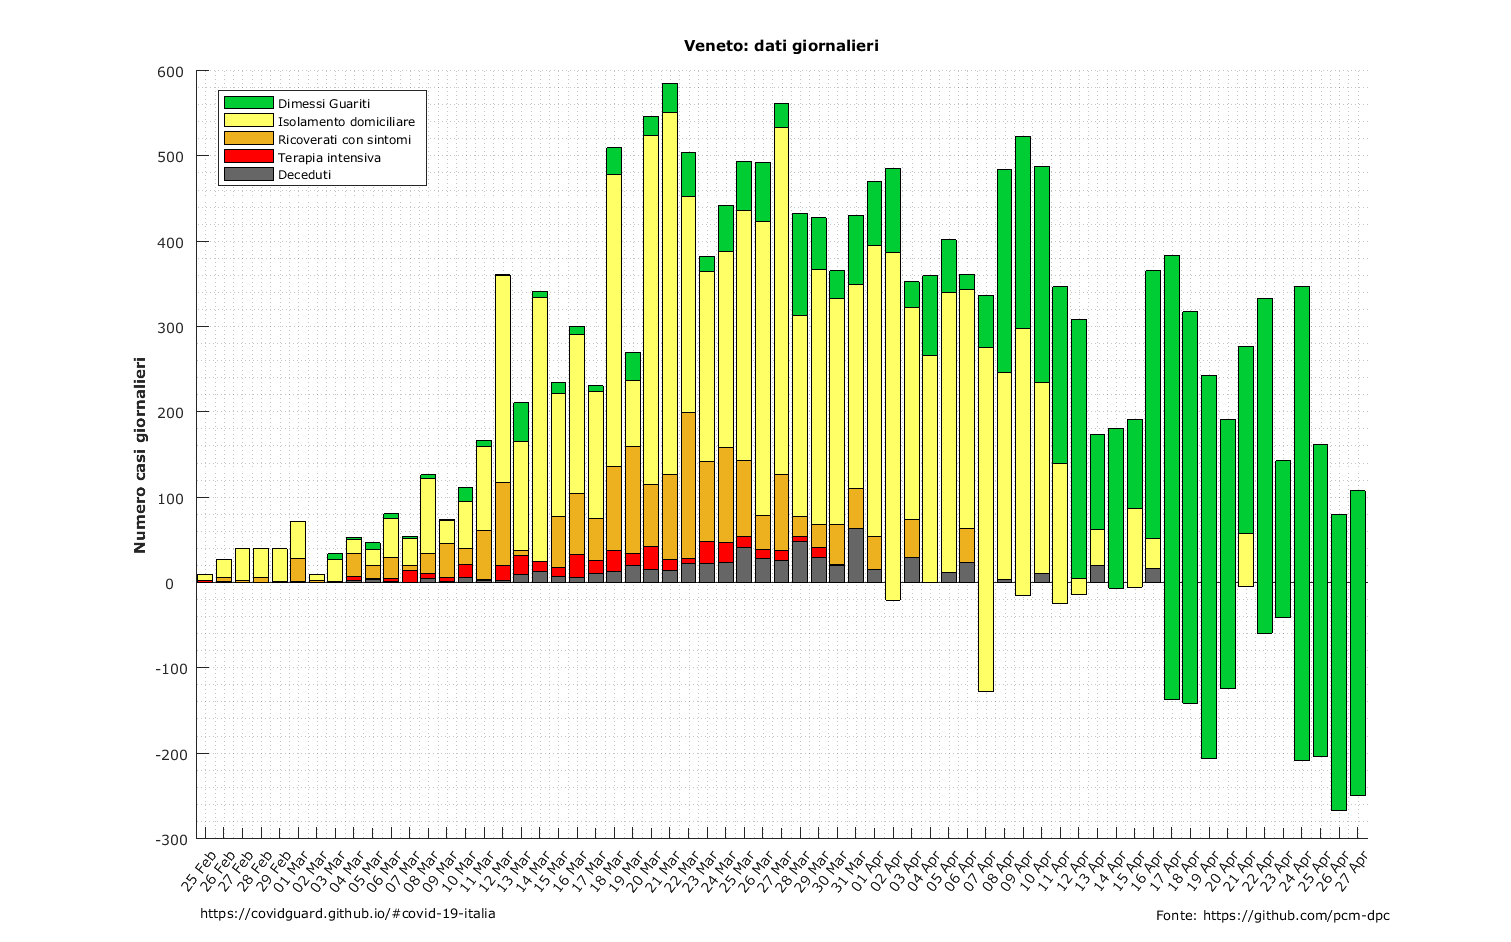 Veneto: dati giornalieri
600
500
400
300
200
100
0
-100
-200
-300
Numero casi giornalieri
Dimessi Guariti
Isolamento domiciliare
Ricoverati con sintomi
Terapia intensiva
Deceduti
25 Feb
26 Feb
27 Feb
28 Feb
29 Feb
01 Mar
02 Mar
03 Mar
04 Mar
05 Mar
06 Mar
07 Mar
08 Mar
09 Mar
10 Mar
11 Mar
12 Mar
13 Mar
14 Mar
15 Mar
16 Mar
17 Mar
18 Mar
19 Mar
20 Mar
21 Mar
22 Mar
23 Mar
24 Mar
25 Mar
26 Mar
27 Mar
28 Mar
29 Mar
30 Mar
31 Mar
01 Apr
02 Apr
03 Apr
04 Apr
05 Apr
06 Apr
07 Apr
08 Apr
09 Apr
10 Apr
11 Apr
12 Apr
13 Apr
14 Apr
15 Apr
16 Apr
17 Apr
18 Apr
19 Apr
20 Apr
21 Apr
22 Apr
23 Apr
24 Apr
25 Apr
26 Apr
27 Apr
https://covidguard.github.io/#covid-19-italia
Fonte: https://github.com/pcm-dpc